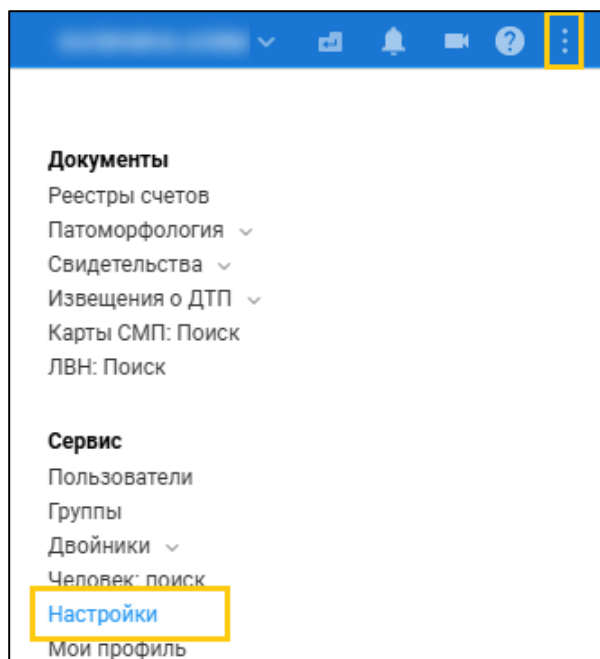 Документы
Реестры счетов
Патоморфология
Свидетельства
Извещения о ДТП
Карты СМП: Поиск
ЛВН: Поиск
Сервис
Пользователи
Группы
Двойники
Человек: поиск
Настройки
Мой профиль